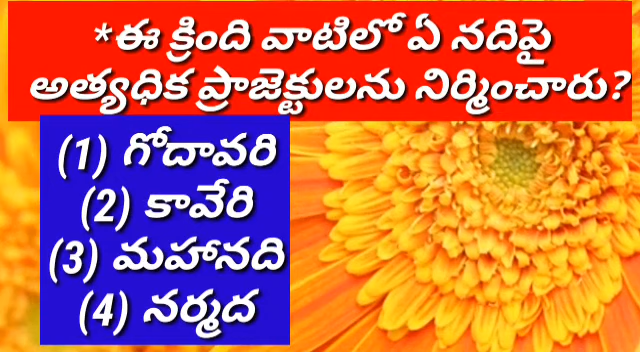 *ఈ క్రింది వాటిలో ఏ నదిపై
అత్యధిక ప్రాజెక్టులను నిర్మించారు?
(1) గోదావరి
(2) కావేరి
(3) మహానది
(4) నర్మద